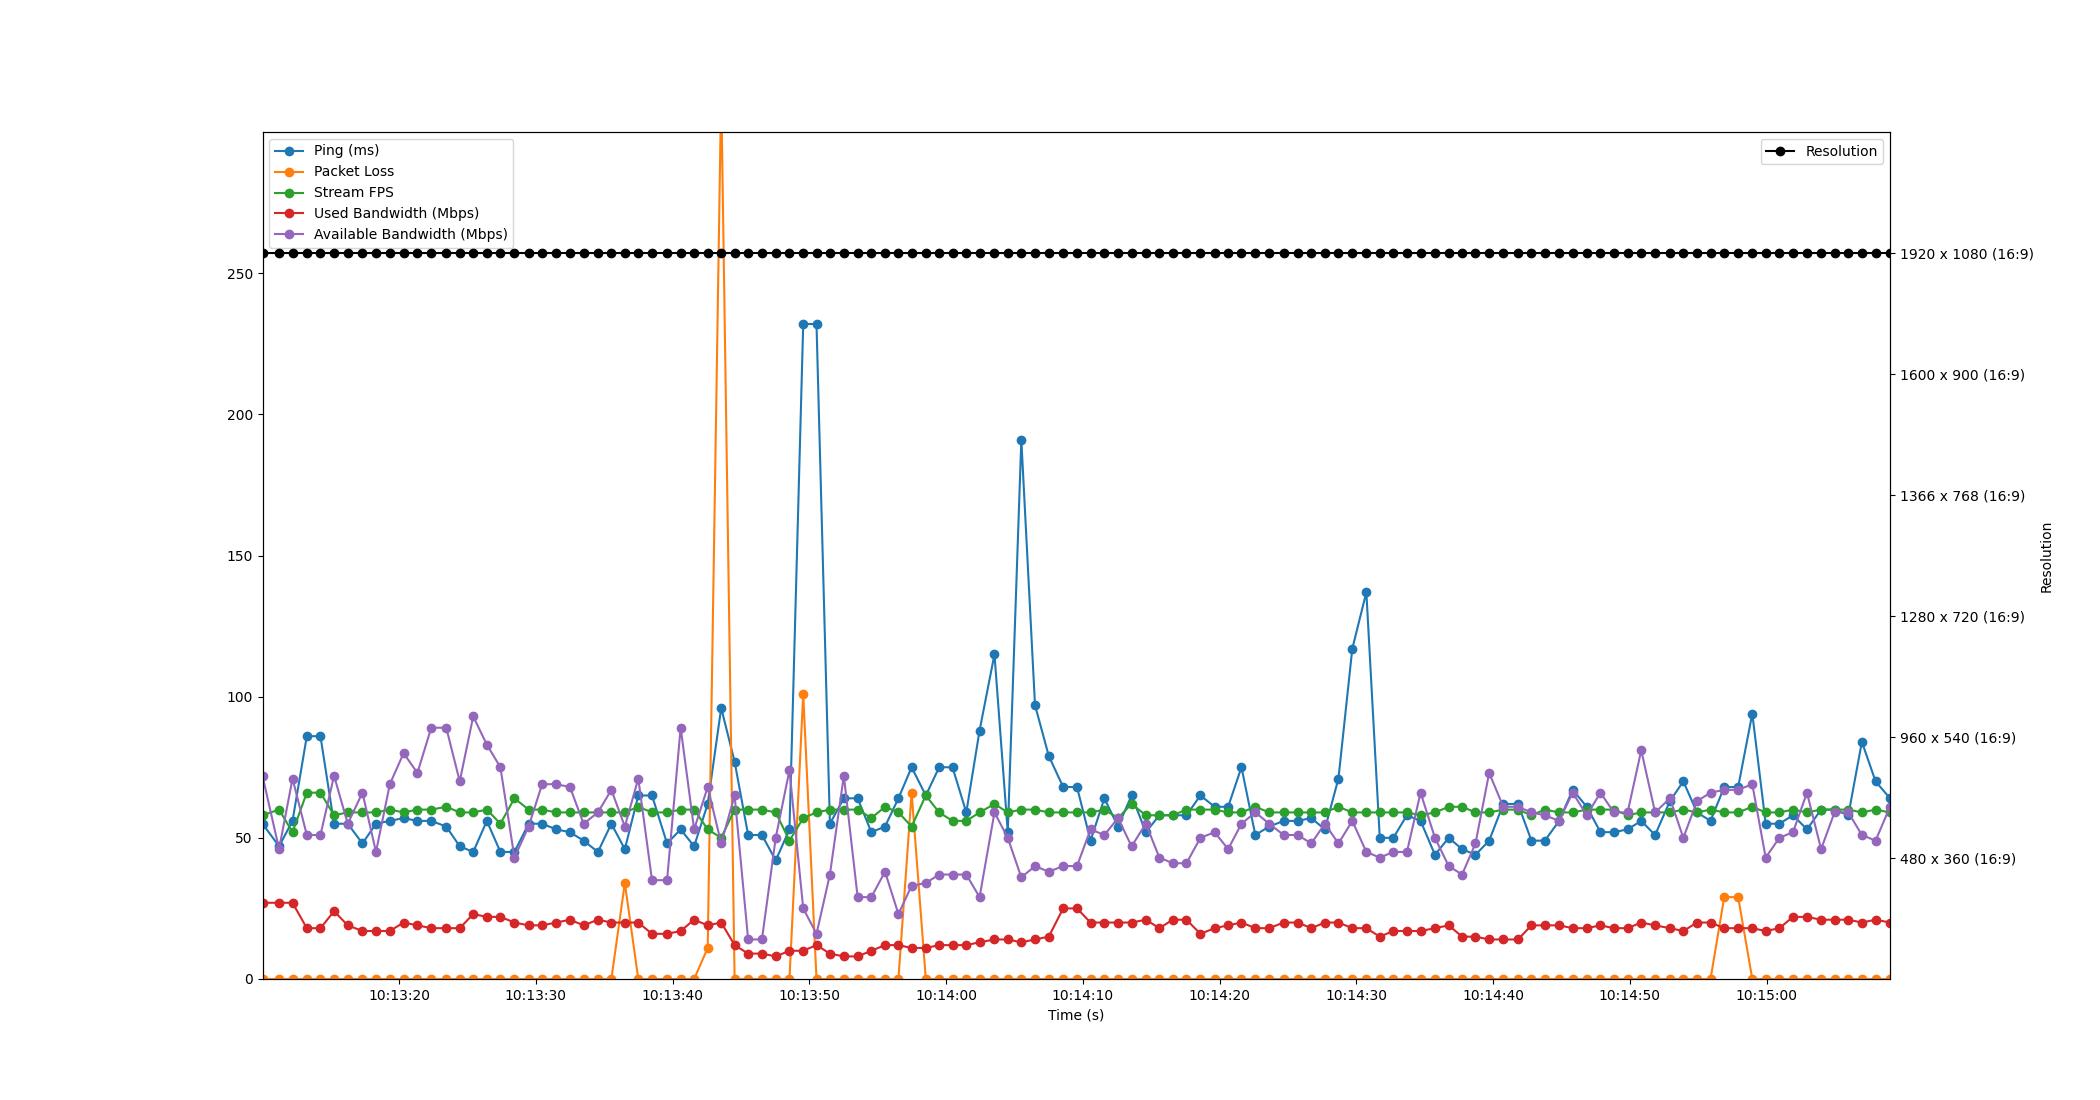 Ping (ms)
Packet Loss
Stream FPS
Used Bandwidth (Mbps)
Available Bandwidth (Mbps)
Resolution
250
200
150
100
50
0
1920 x 1080 (16:9)
1600 x 900 (16:9)
1366 x 768 (16:9)
1280 x 720 (16:9)
960 x 540 (16:9)
480 x 360 (16:9)
Resolution
10:13:20 10:13:30 10:13:40 10:13:50 10:14:00 10:14:10 10:14:20 10:14:30 10:14:40 10:14:50 10:15:00
Time (s)